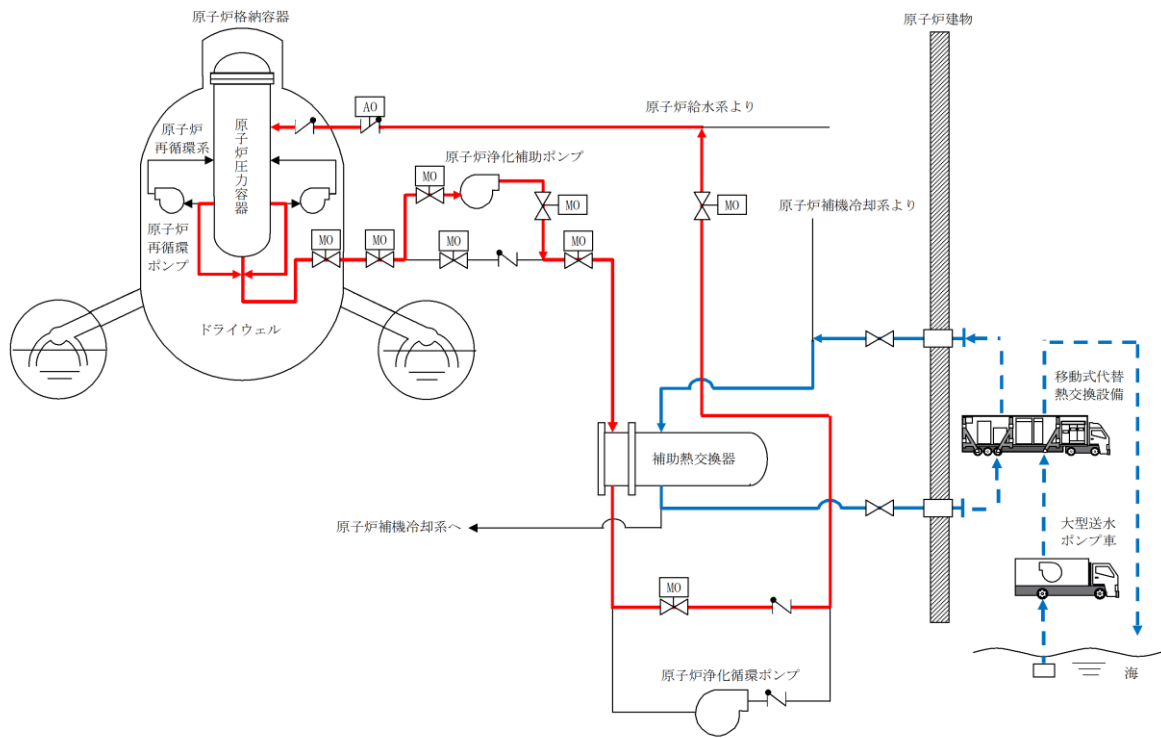 原子炉格納容器
原子炉建物
AO
原子炉給水系より
原子炉
再循環系
原子炉圧力容器
原子炉浄化補助ポンプ
MO
MO
MO
原子炉補機冷却系より
原子炉
再循環
ポンプ
MO
MO
MO
MO
ドライウェル
移動式代替
熱交換設備
補助熱交換器
原子炉補機冷却系へ
大型送水
ポンプ車
MO
原子炉浄化循環ポンプ
海